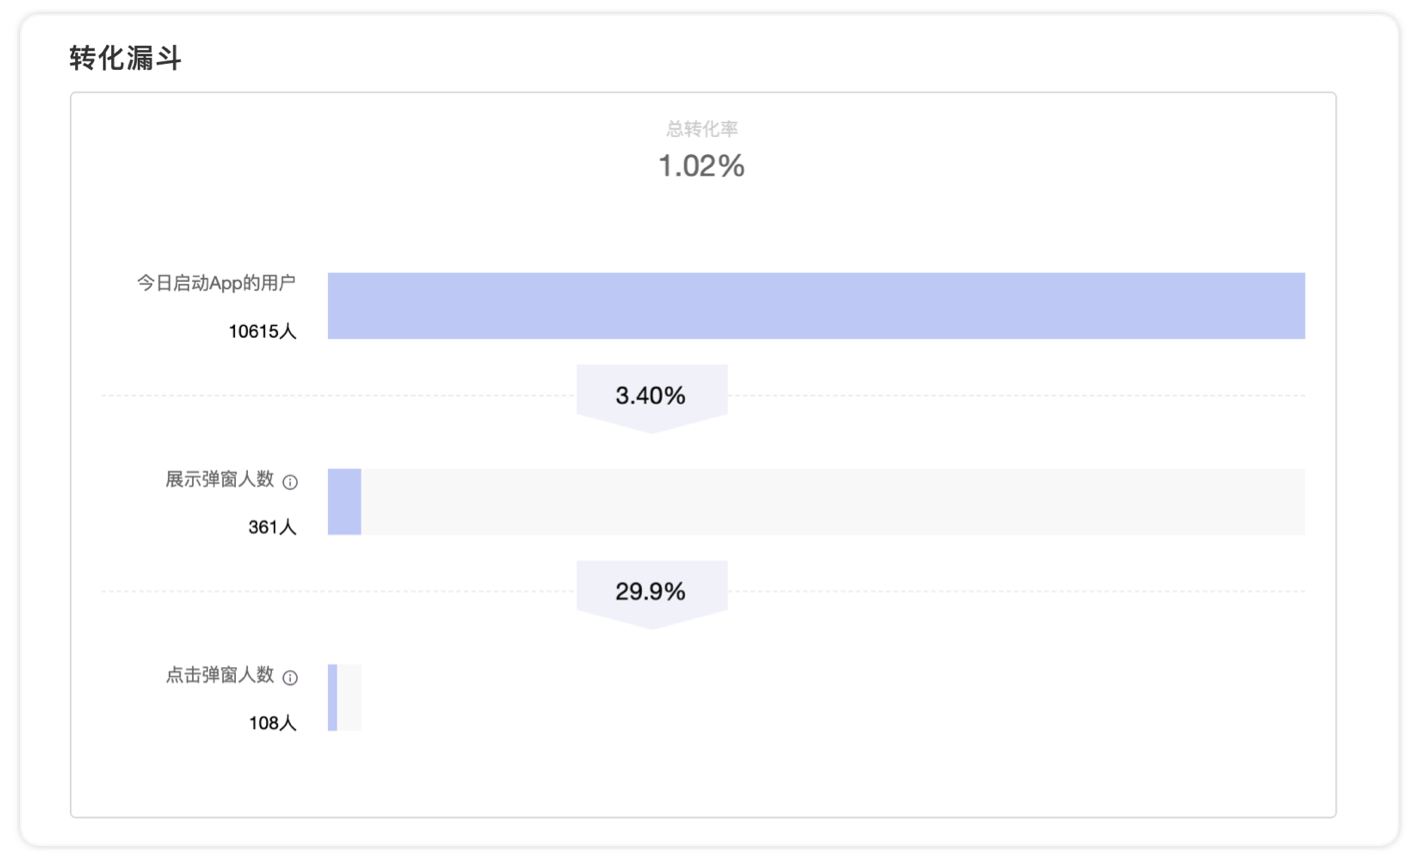 转化漏斗
总转化率
1.02%
今日启动App的用户
10615人
3.40%
展示弹窗人数
361人
29.9%
点击弹窗人数
108人